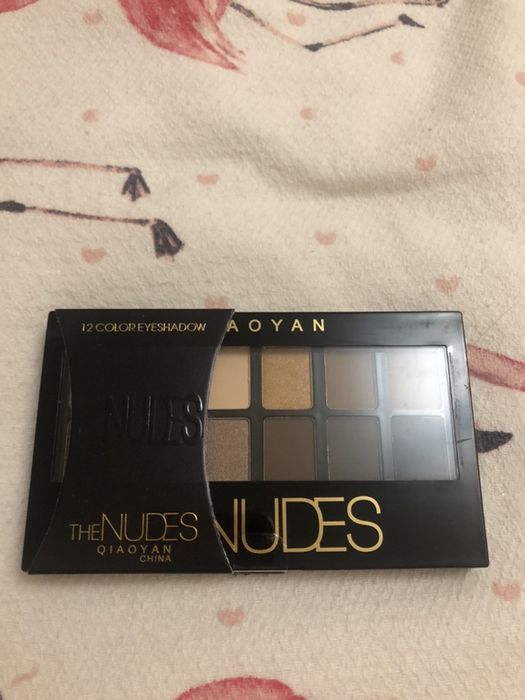 12 COLOR EYESHADOW
AOYAN
NUDES
THE NUDES
QIAOYAN
CHINA
NUDES